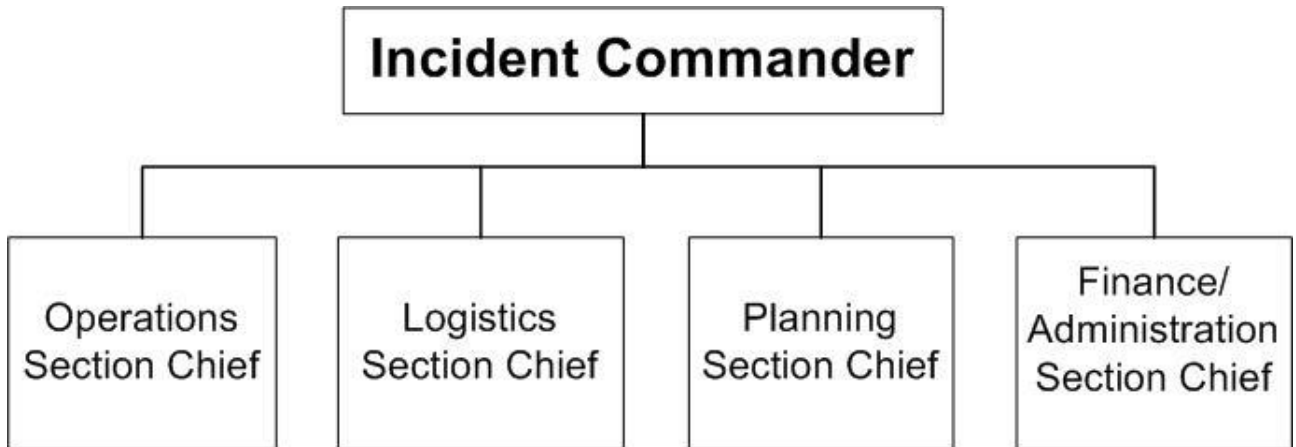 Incident Commander
Operations
Section Chief
Logistics
Section Chief
Planning
Section Chief
Finance/
Administration
Section Chief